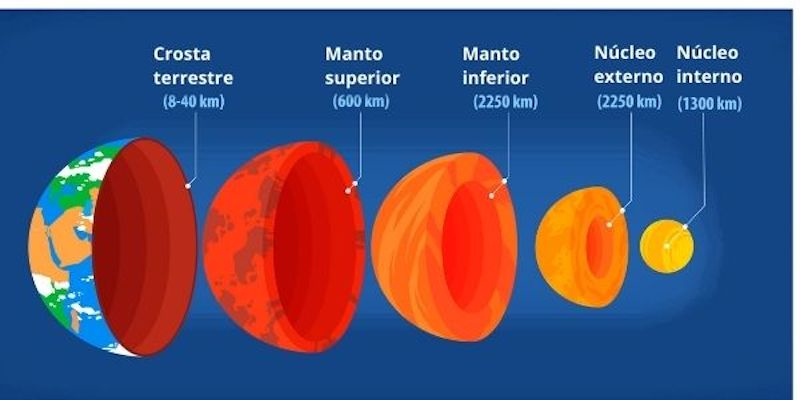 Crosta
terrestre
(8-40 km)
Manto
superior
(600 km)
Manto
inferior
(2250 km)
Núcleo
externo
(2250 km)
Núcleo
interno
(1300 km)